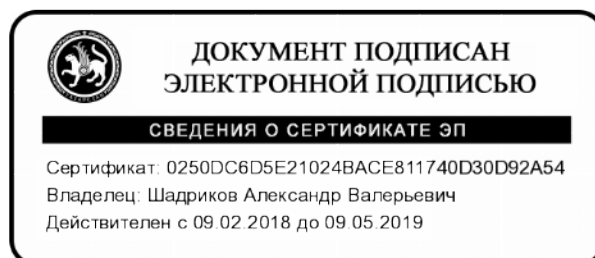 ДОКУМЕНТ ПОДПИСАН
ЭЛЕКТРОННОЙ ПОДПИСЬЮ
СВЕДЕНИЯ О СЕРТИФИКАТЕ ЭП
Сертификат: 0250DC6D5E21024BACE811740D30D92A54
Владелец: Шадриков Александр Валерьевич
Действителен с 09.02.2018 до 09.05.2019